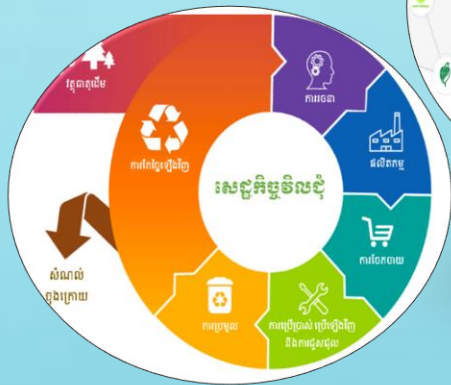 វត្ថុធាតុដើម
ការរចនា
ផលិតកម្ម
ការចែកចាយ
ការប្រើប្រាស់ ប្រើឡើងវិញ
និងការជួសជុល
ការប្រមូល
ការកែច្នៃឡើងវិញ
សេដ្ឋកិច្ចវិលជុំ
សំណល់
ចុងក្រោយ